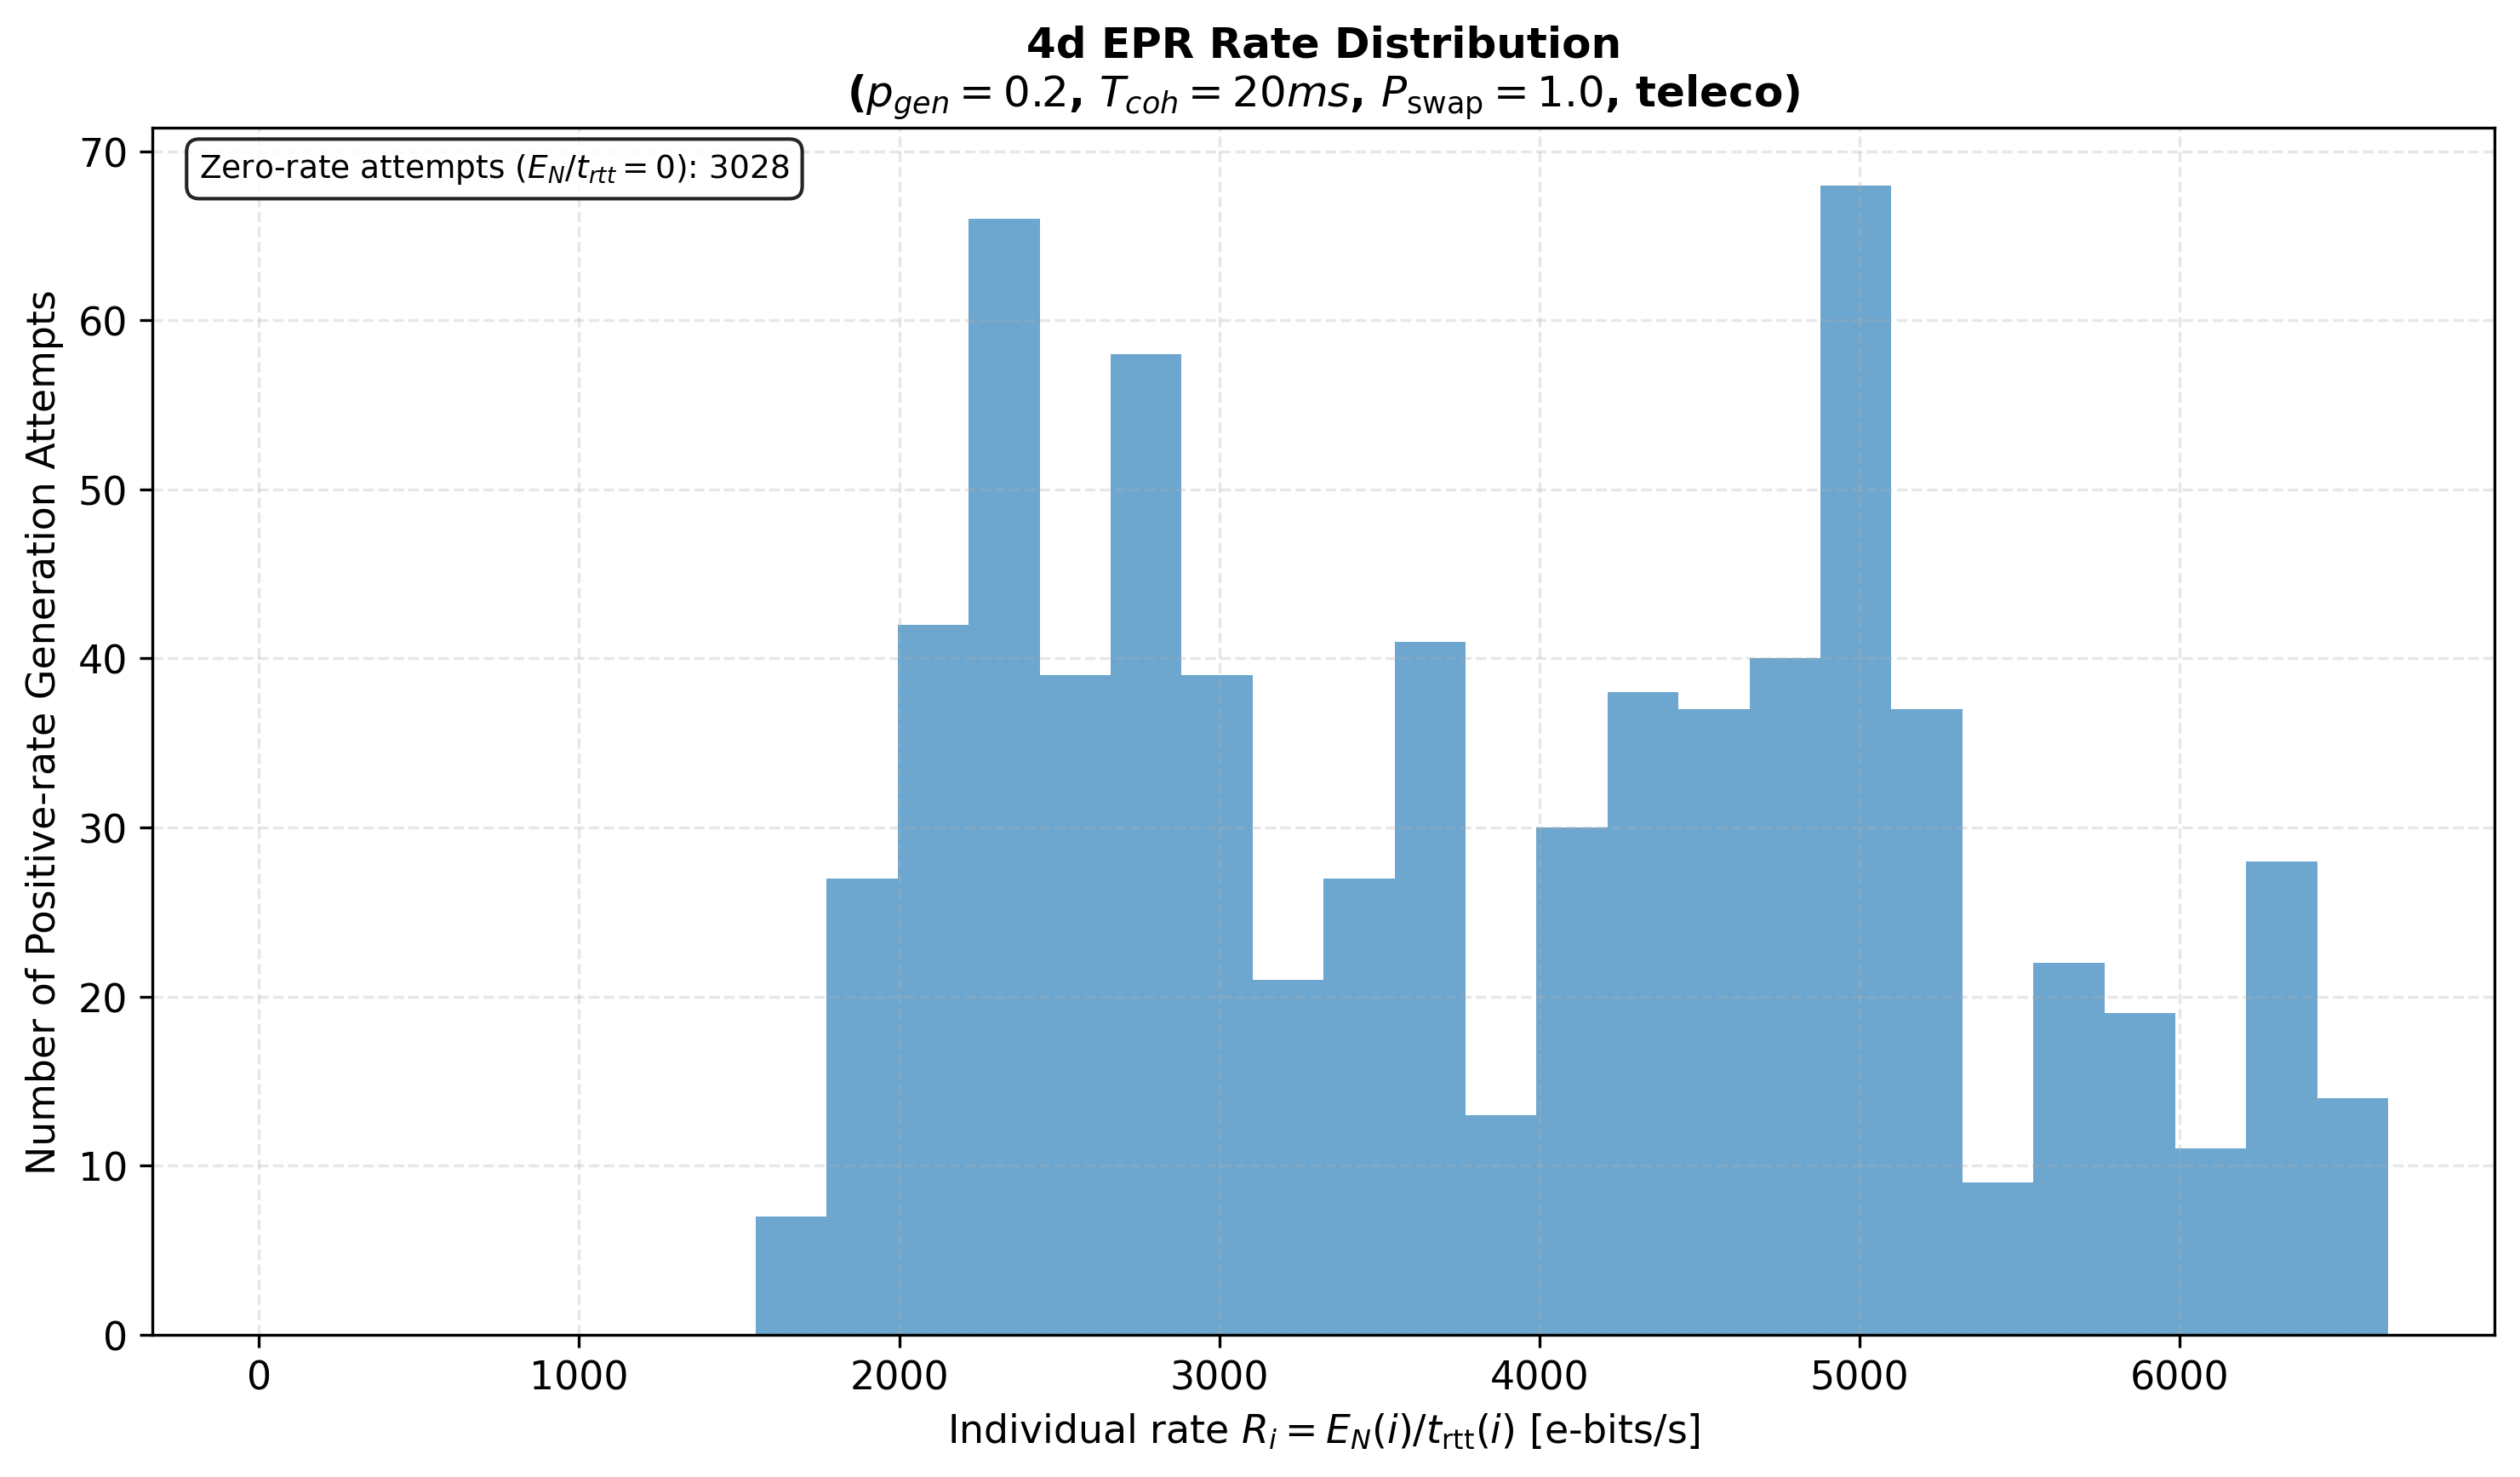 4d EPR Rate Distribution
(p_gen = 0.2, T_coh = 20ms, P_swap = 1.0, teleco)
Zero-rate attempts (E_N/t_rtt = 0): 3028
Number of Positive-rate Generation Attempts
70
60
50
40
30
20
10
0
0 1000 2000 3000 4000 5000 6000
Individual rate R_i = E_N(i)/t_rtt(i) [e-bits/s]